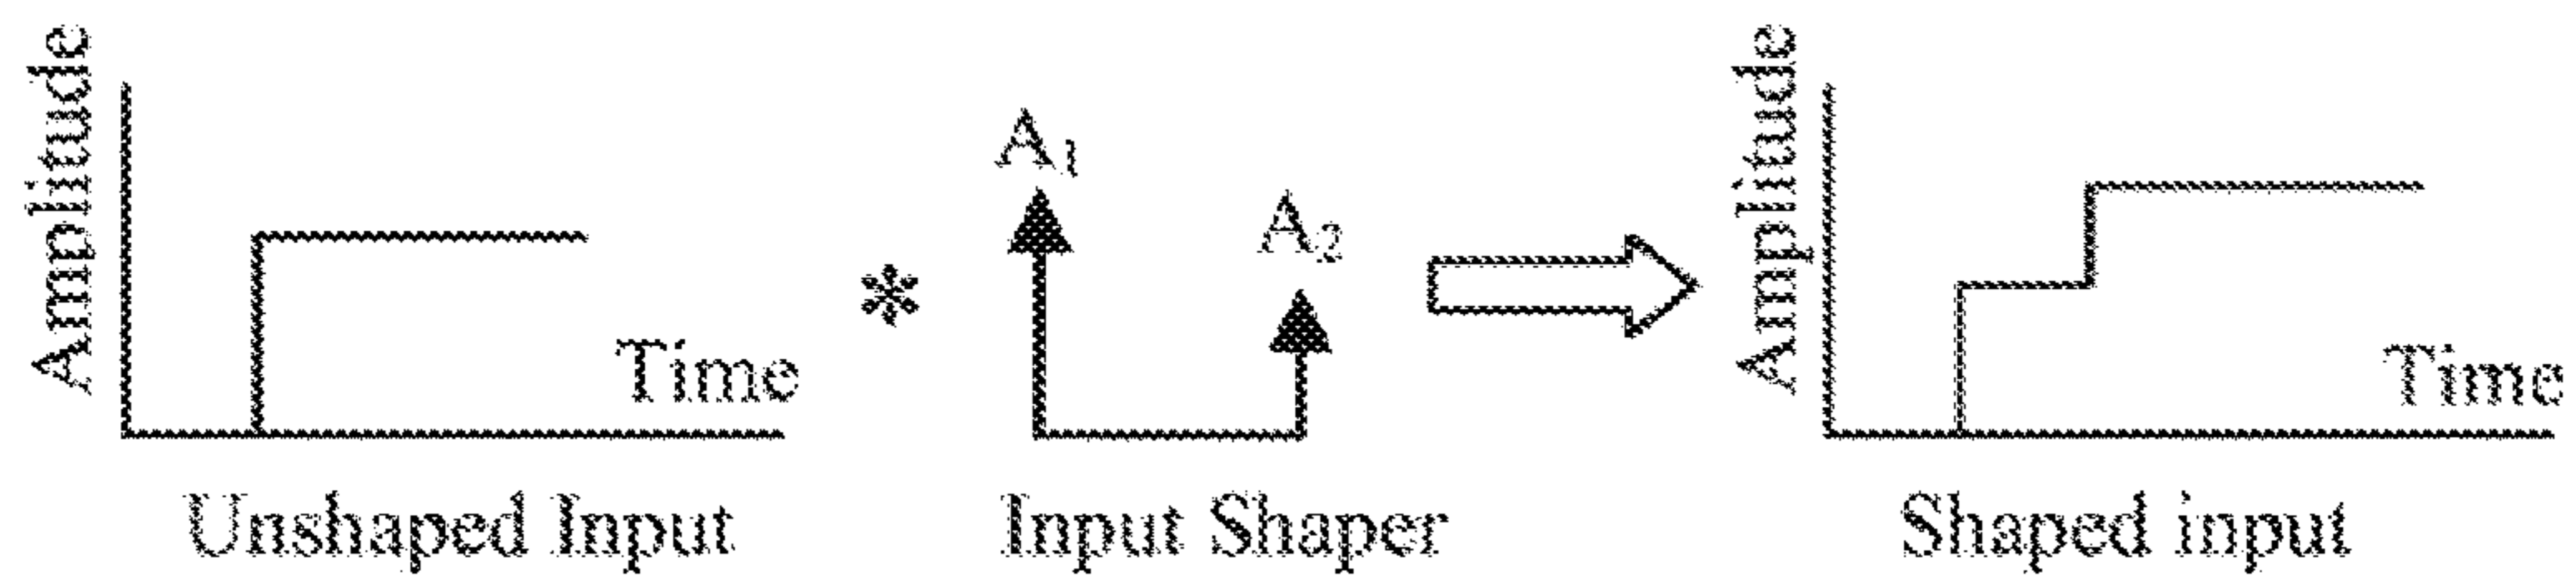 Amplitude
Time
Unshaped Input
*
A1
A2
Input Shaper
Amplitude
Time
Shaped input